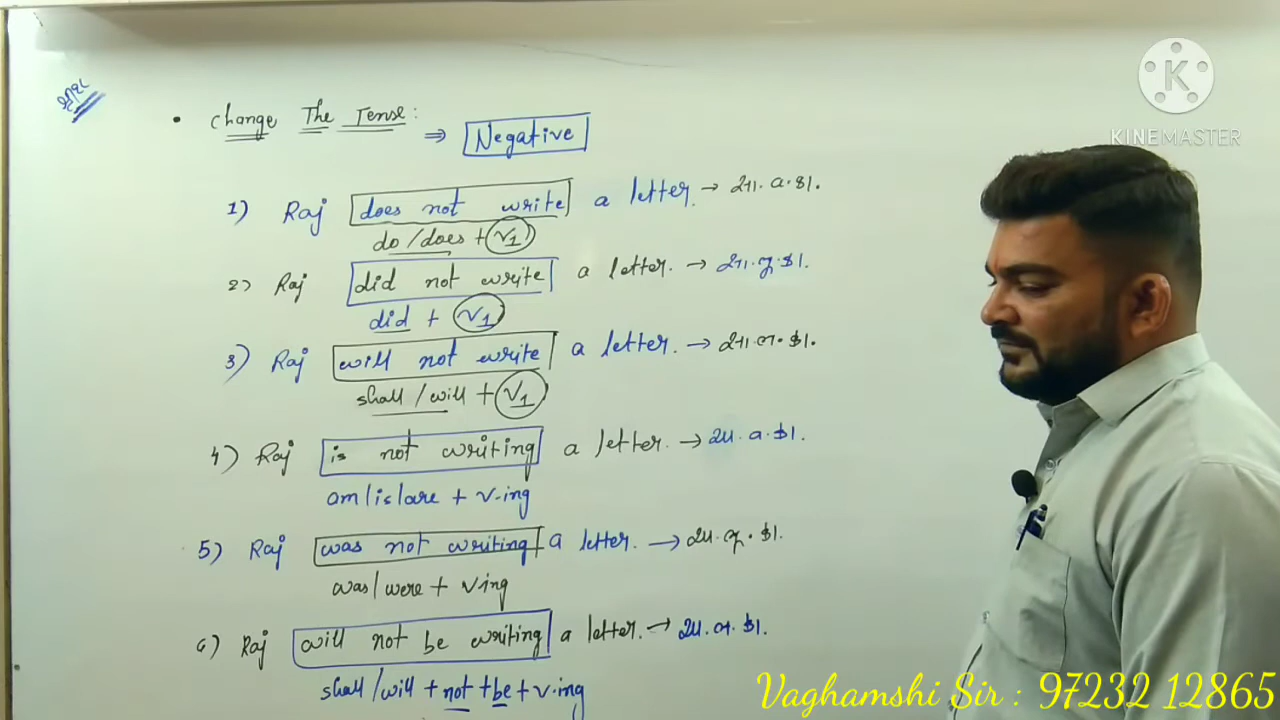 • Change The Tense :
⇒ Negative
1) Raj does not write a letter. → સા. વ. કા.
do/does + V1
2) Raj did not write a letter. → સા. ભૂ. કા.
did + V1
3) Raj will not write a letter. → સા. ભ. કા.
shall/will + V1
4) Raj is not writing a letter. → ચા. વ. કા.
am/is/are + V-ing
5) Raj was not writing a letter. → ચા. ભૂ. કા.
was/were + Ving
6) Raj will not be writing a letter. → ચા. ભ. કા.
shall/will + not + be + V-ing
KINEMASTER
Vaghamshi Sir : 97232 12865